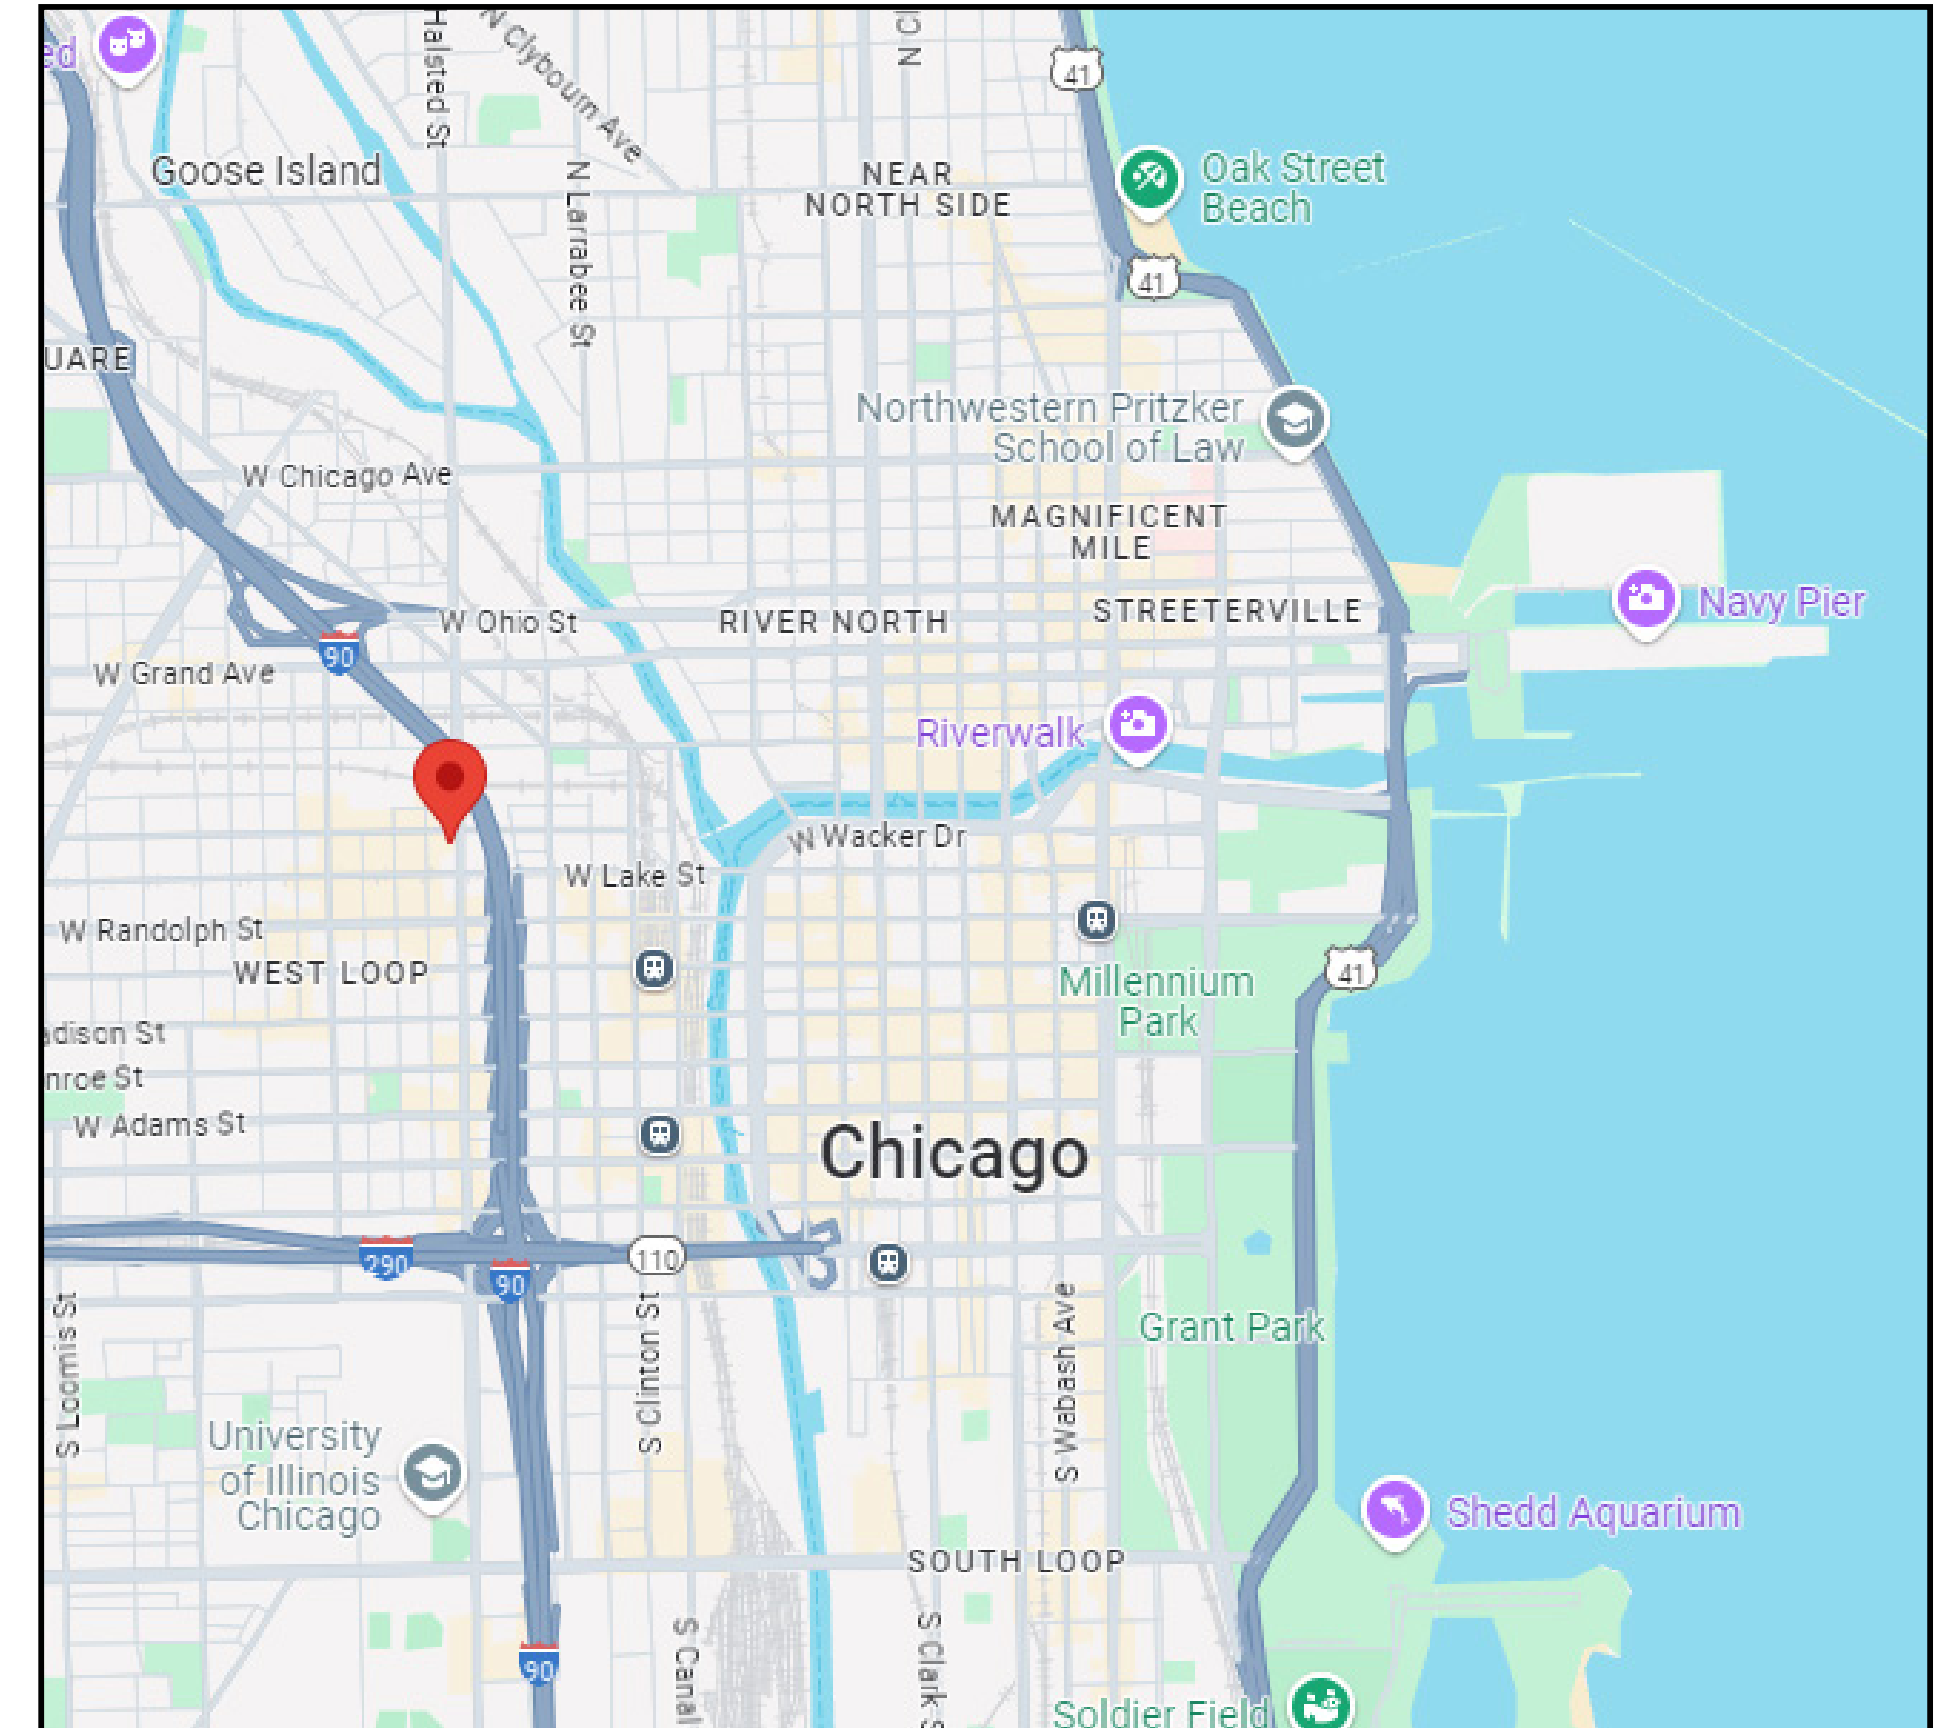 ed
Halsted St
N Clybourn Ave
N Cl
41
Goose Island
N Larrabee St
NEAR
NORTH SIDE
Oak Street
Beach
41
UARE
Northwestern Pritzker
School of Law
W Chicago Ave
MAGNIFICENT
MILE
W Ohio St
RIVER NORTH
STREETERVILLE
Navy Pier
90
W Grand Ave
Riverwalk
W Wacker Dr
W Lake St
W Randolph St
WEST LOOP
Millennium
Park
41
adison St
nroe St
W Adams St
Chicago
290
90
110
S Loomis St
S Clinton St
S Wabash Ave
Grant Park
University
of Illinois
Chicago
Shedd Aquarium
SOUTH LOOP
90
S Canal
S Clark S
Soldier Field